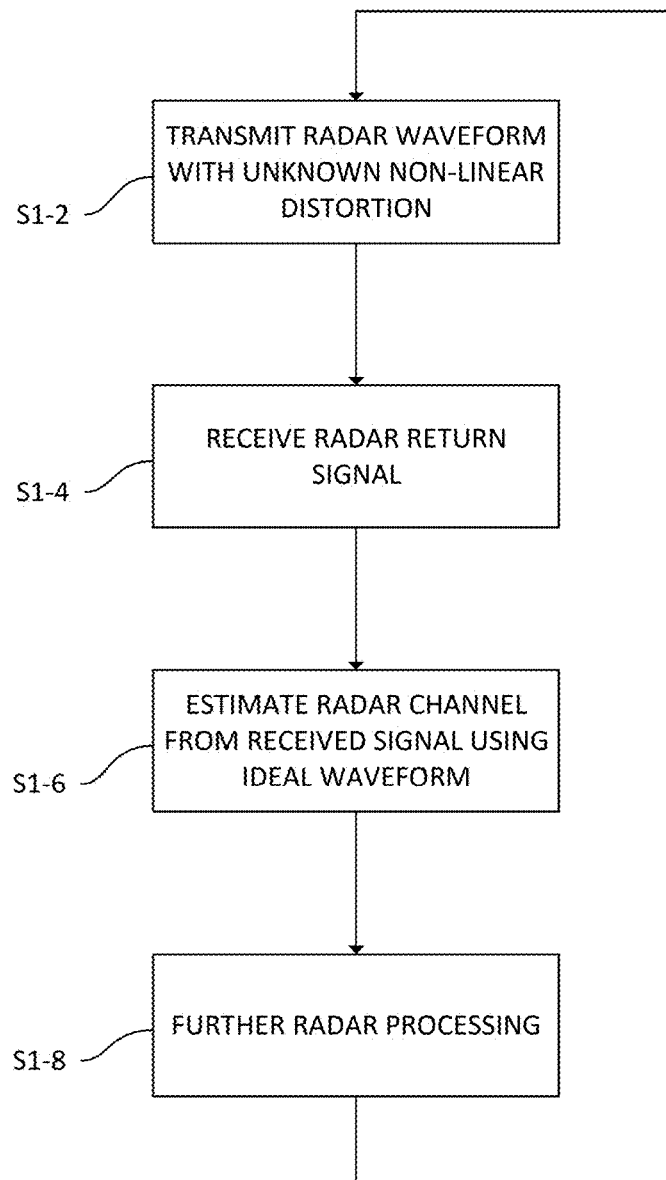 TRANSMIT RADAR WAVEFORM
WITH UNKNOWN NON-LINEAR
DISTORTION
S1-2
RECEIVE RADAR RETURN
SIGNAL
S1-4
ESTIMATE RADAR CHANNEL
FROM RECEIVED SIGNAL USING
IDEAL WAVEFORM
S1-6
FURTHER RADAR PROCESSING
S1-8